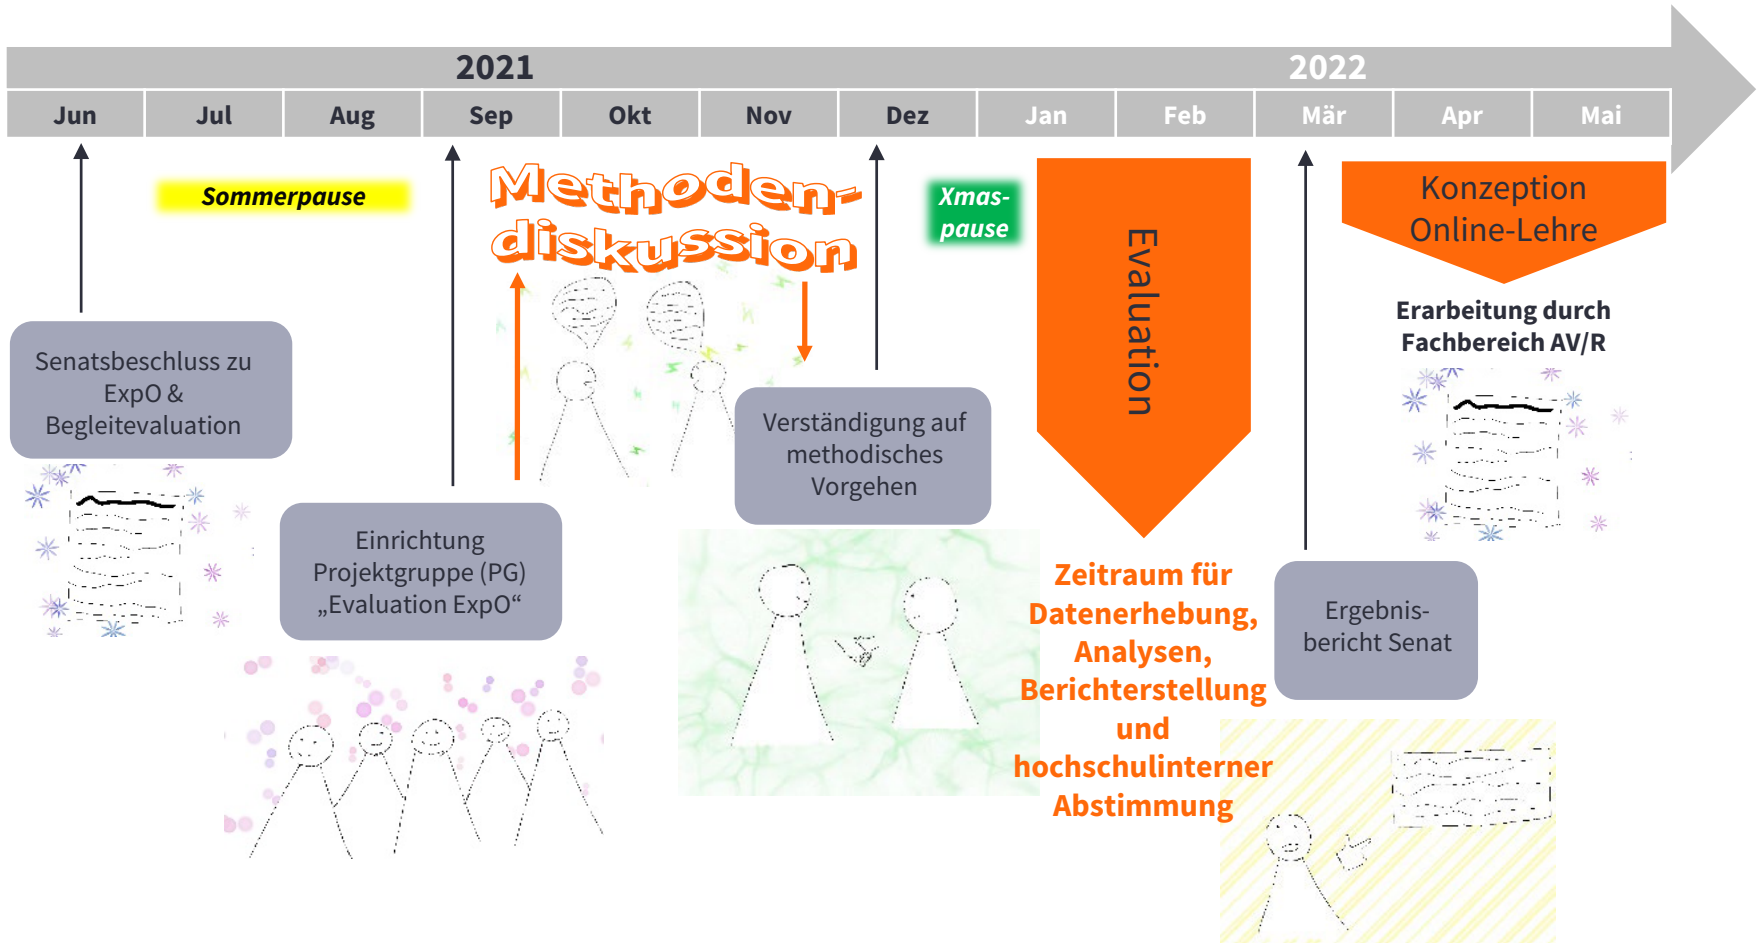 2021
2022
Jun
Jul
Aug
Sep
Okt
Nov
Dez
Jan
Feb
Mär
Apr
Mai
Sommerpause
Methoden-
diskussion
Xmas-
pause
Evaluation
Konzeption
Online-Lehre
Erarbeitung durch
Fachbereich AV/R
Senatsbeschluss zu
ExpO &
Begleitevaluation
Einrichtung
Projektgruppe (PG)
„Evaluation ExpO“
Verständigung auf
methodisches
Vorgehen
Zeitraum für
Datenerhebung,
Analysen,
Berichterstellung
und
hochschulinterner
Abstimmung
Ergebnis-
bericht Senat